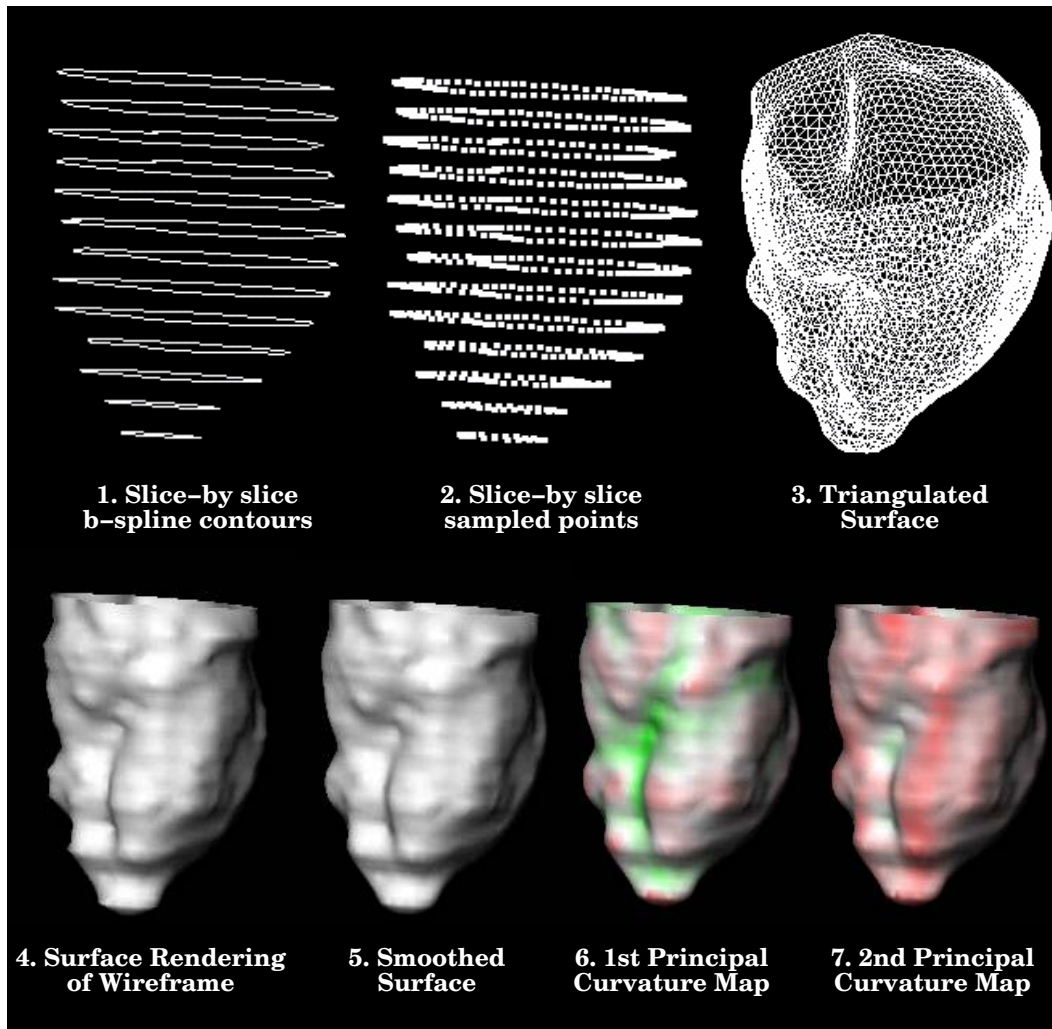 1. Slice–by slice
b–spline contours
2. Slice–by slice
sampled points
3. Triangulated
Surface
4. Surface Rendering
of Wireframe
5. Smoothed
Surface
6. 1st Principal
Curvature Map
7. 2nd Principal
Curvature Map